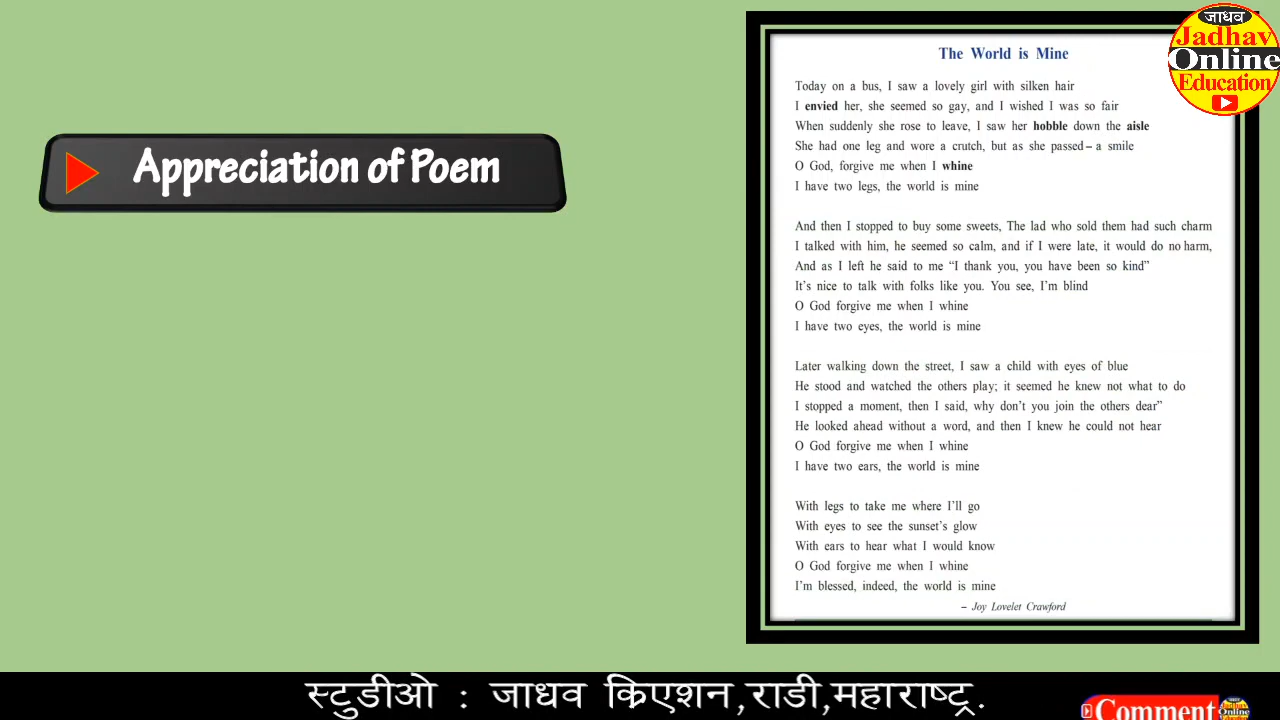 Appreciation of Poem
The World is Mine
Today on a bus, I saw a lovely girl with silken hair
I envied her, she seemed so gay, and I wished I was so fair
When suddenly she rose to leave, I saw her hobble down the aisle
She had one leg and wore a crutch, but as she passed – a smile
O God, forgive me when I whine
I have two legs, the world is mine
And then I stopped to buy some sweets, The lad who sold them had such charm
I talked with him, he seemed so calm, and if I were late, it would do no harm,
And as I left he said to me “I thank you, you have been so kind”
It’s nice to talk with folks like you. You see, I’m blind
O God forgive me when I whine
I have two eyes, the world is mine
Later walking down the street, I saw a child with eyes of blue
He stood and watched the others play; it seemed he knew not what to do
I stopped a moment, then I said, why don’t you join the others dear”
He looked ahead without a word, and then I knew he could not hear
O God forgive me when I whine
I have two ears, the world is mine
With legs to take me where I’ll go
With eyes to see the sunset’s glow
With ears to hear what I would know
O God forgive me when I whine
I’m blessed, indeed, the world is mine
– Joy Lovelet Crawford
जाधव
Jadhav
Online
Education
स्टुडीओ : जाधव क्रिएशन,राडी,महाराष्ट्र.
Comment
जाधव
Jadhav
Online
Education